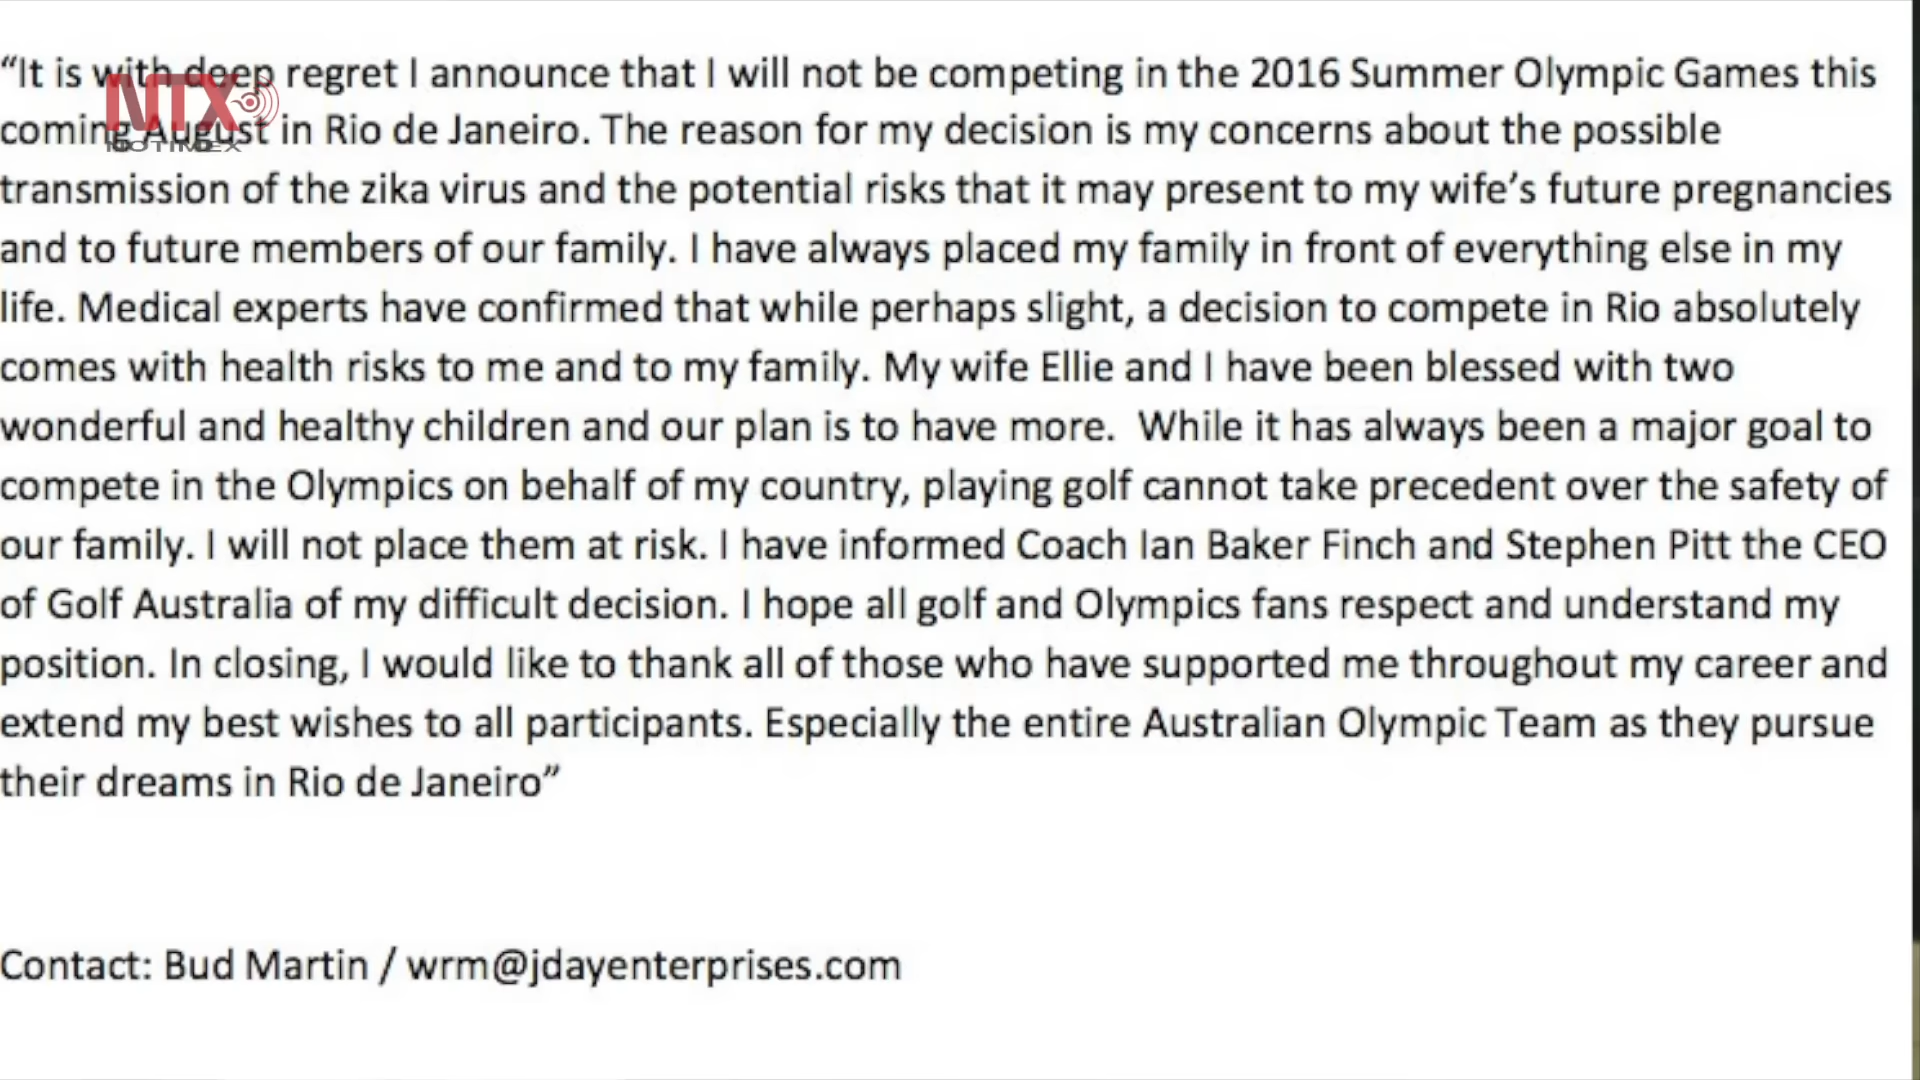 “It is with deep regret I announce that I will not be competing in the 2016 Summer Olympic Games this
coming August in Rio de Janeiro. The reason for my decision is my concerns about the possible
transmission of the zika virus and the potential risks that it may present to my wife’s future pregnancies
and to future members of our family. I have always placed my family in front of everything else in my
life. Medical experts have confirmed that while perhaps slight, a decision to compete in Rio absolutely
comes with health risks to me and to my family. My wife Ellie and I have been blessed with two
wonderful and healthy children and our plan is to have more.  While it has always been a major goal to
compete in the Olympics on behalf of my country, playing golf cannot take precedent over the safety of
our family. I will not place them at risk. I have informed Coach Ian Baker Finch and Stephen Pitt the CEO
of Golf Australia of my difficult decision. I hope all golf and Olympics fans respect and understand my
position. In closing, I would like to thank all of those who have supported me throughout my career and
extend my best wishes to all participants. Especially the entire Australian Olympic Team as they pursue
their dreams in Rio de Janeiro”
Contact: Bud Martin / wrm@jdayenterprises.com
NTX
NOTIMEX